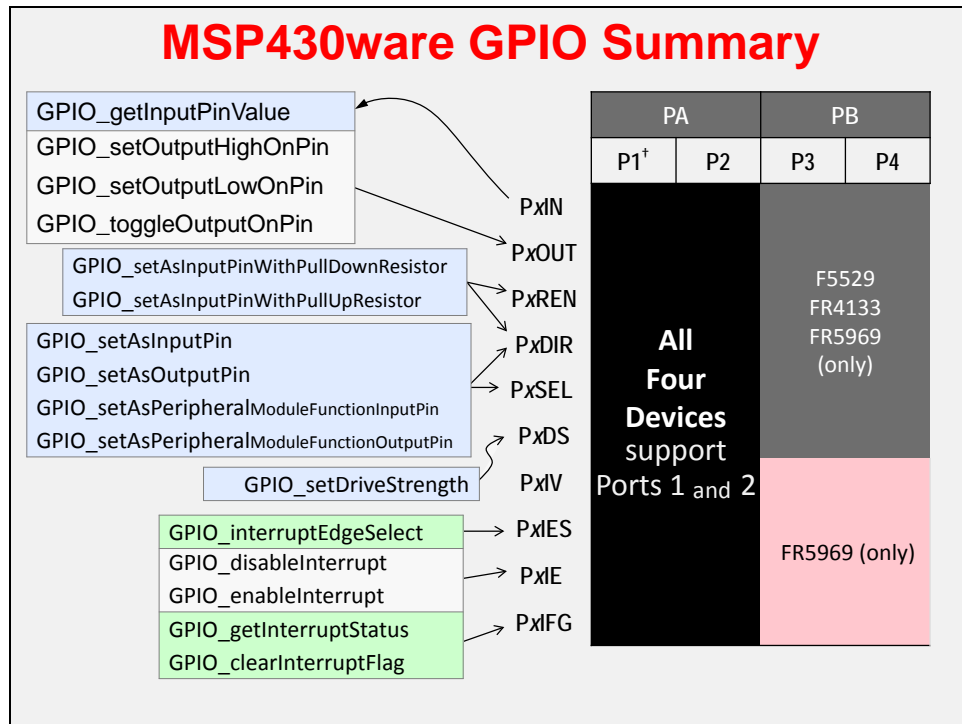 MSP430ware GPIO Summary
GPIO_getInputPinValue
GPIO_setOutputHighOnPin
GPIO_setOutputLowOnPin
GPIO_toggleOutputOnPin
GPIO_setAsInputPinWithPullDownResistor
GPIO_setAsInputPinWithPullUpResistor
GPIO_setAsInputPin
GPIO_setAsOutputPin
GPIO_setAsPeripheralModuleFunctionInputPin
GPIO_setAsPeripheralModuleFunctionOutputPin
GPIO_setDriveStrength
GPIO_interruptEdgeSelect
GPIO_disableInterrupt
GPIO_enableInterrupt
GPIO_getInterruptStatus
GPIO_clearInterruptFlag
PxIN
PxOUT
PxREN
PxDIR
PxSEL
PxDS
PxIV
PxIES
PxIE
PxIFG
PA PB
P1† P2 P3 P4
All
Four
Devices
support
Ports 1 and 2
F5529
FR4133
FR5969
(only)
FR5969 (only)